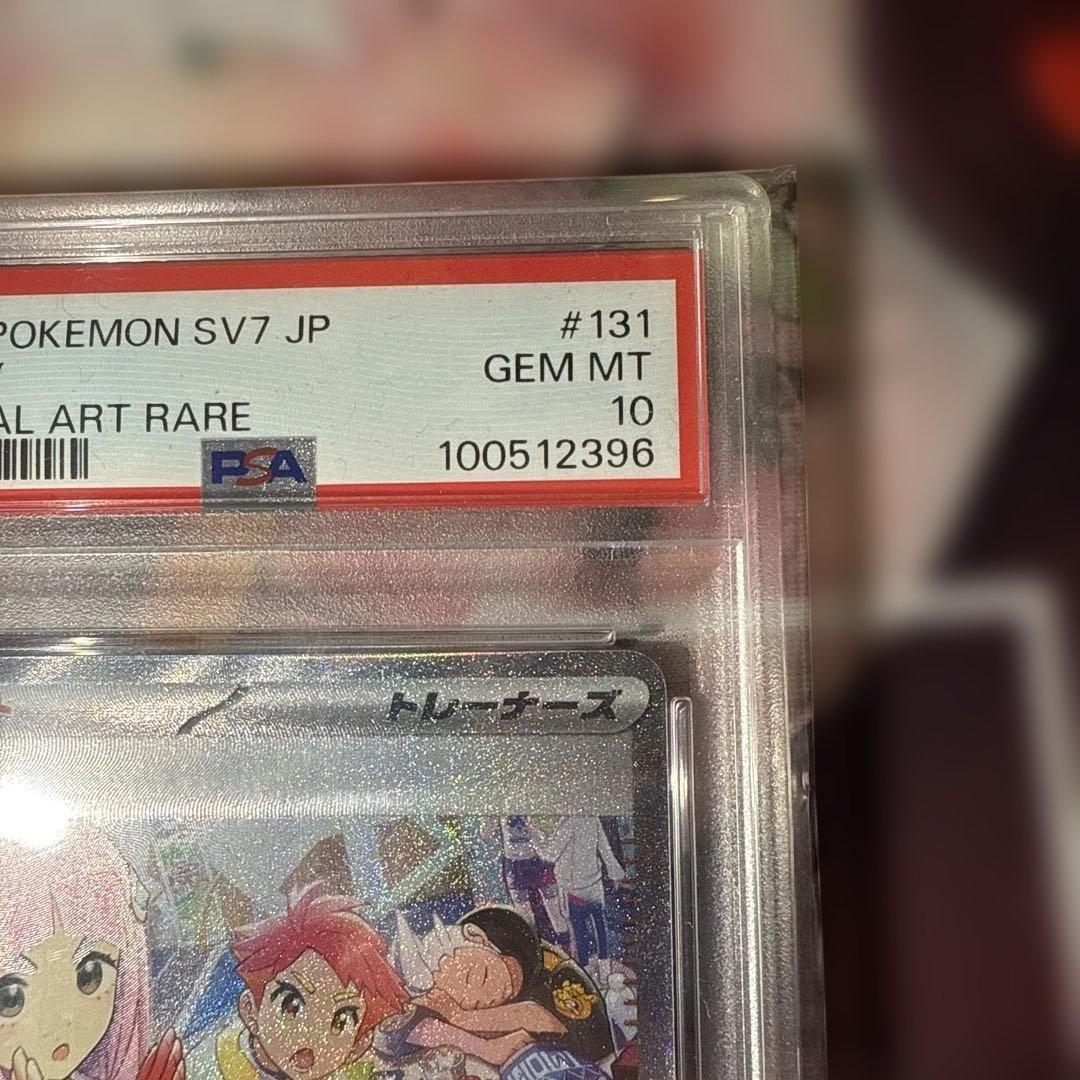 POKEMON SV7 JP #131
GEM MT
AL ART RARE 10
PSA 100512396
トレーナーズ